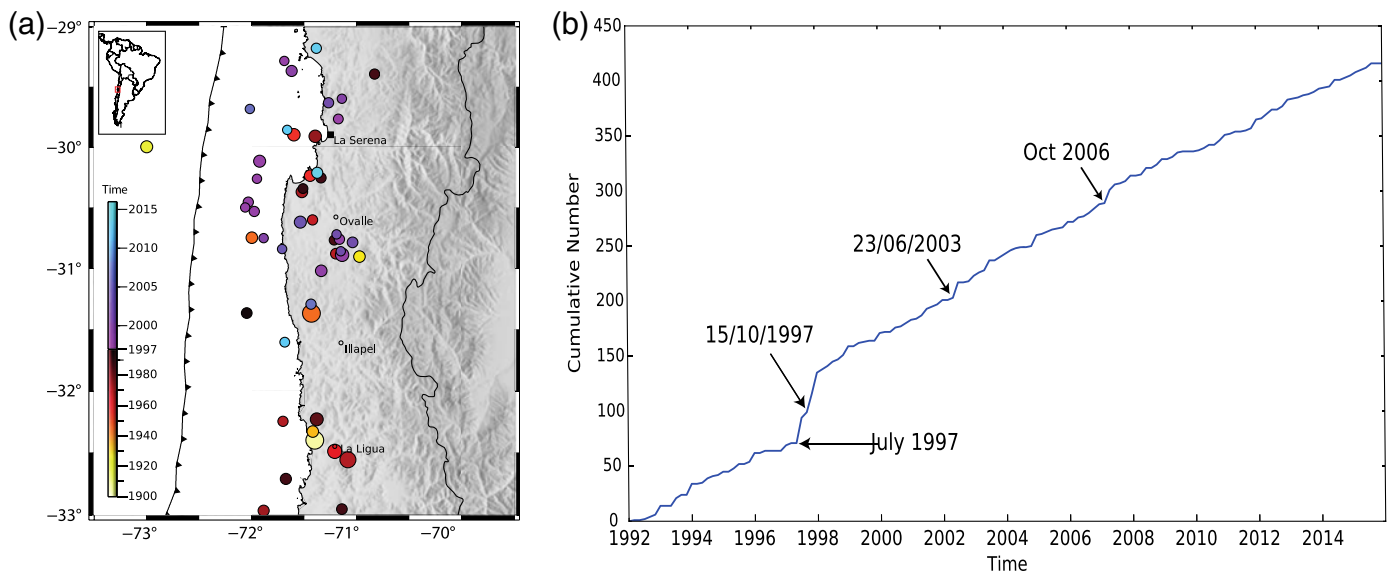 (a)
−29°
−30°
−31°
−32°
−33°
−73°
−72°
−71°
−70°
La Serena
Ovalle
Illapel
La Ligua
Time
2015
2010
2005
2000
1997
1980
1960
1940
1920
1900
(b)
450
400
350
300
250
200
150
100
50
0
Cumulative Number
Oct 2006
23/06/2003
15/10/1997
July 1997
1992 1994 1996 1998 2000 2002 2004 2006 2008 2010 2012 2014
Time